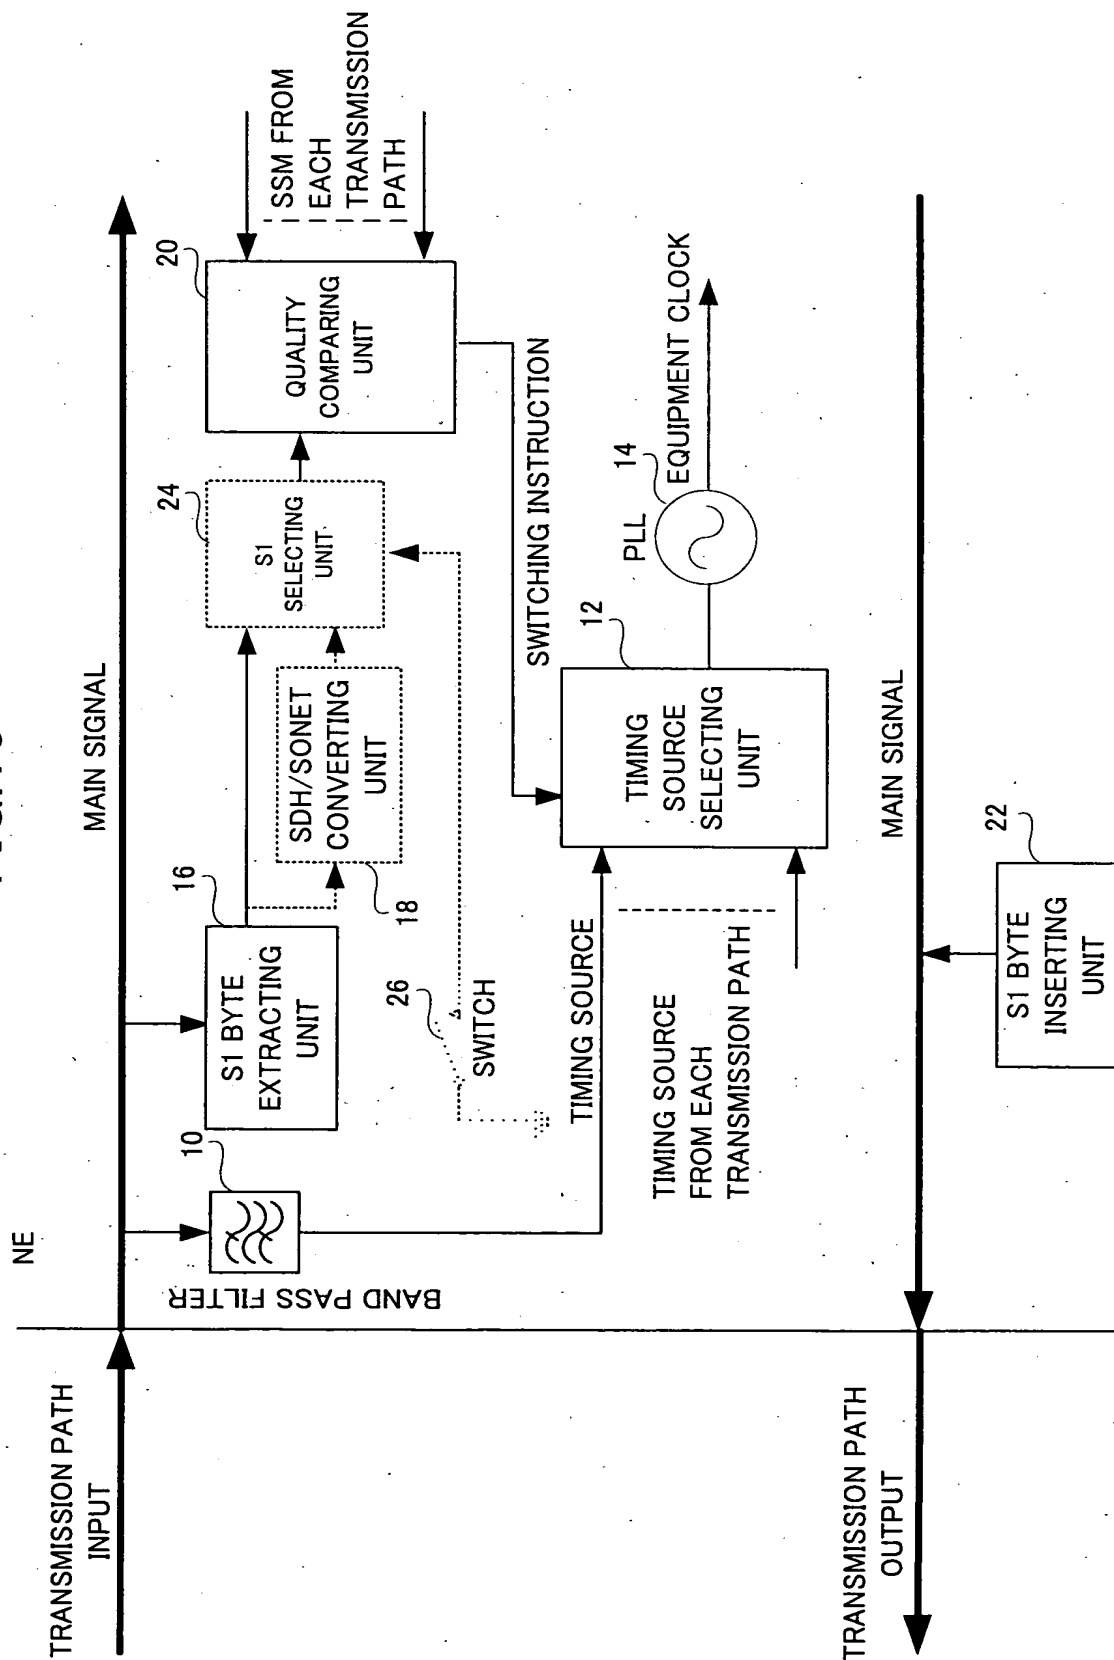 NE
TRANSMISSION PATH
INPUT
MAIN SIGNAL
BAND PASS FILTER
10
S1 BYTE
EXTRACTING
UNIT
16
SDH/SONET
CONVERTING
UNIT
18
S1
SELECTING
UNIT
24
QUALITY
COMPARING
UNIT
20
SSM FROM
EACH
TRANSMISSION
PATH
26
SWITCH
SWITCHING INSTRUCTION
TIMING SOURCE
TIMING SOURCE
FROM EACH
TRANSMISSION PATH
TIMING
SOURCE
SELECTING
UNIT
12
PLL
14
EQUIPMENT CLOCK
MAIN SIGNAL
TRANSMISSION PATH
OUTPUT
S1 BYTE
INSERTING
UNIT
22